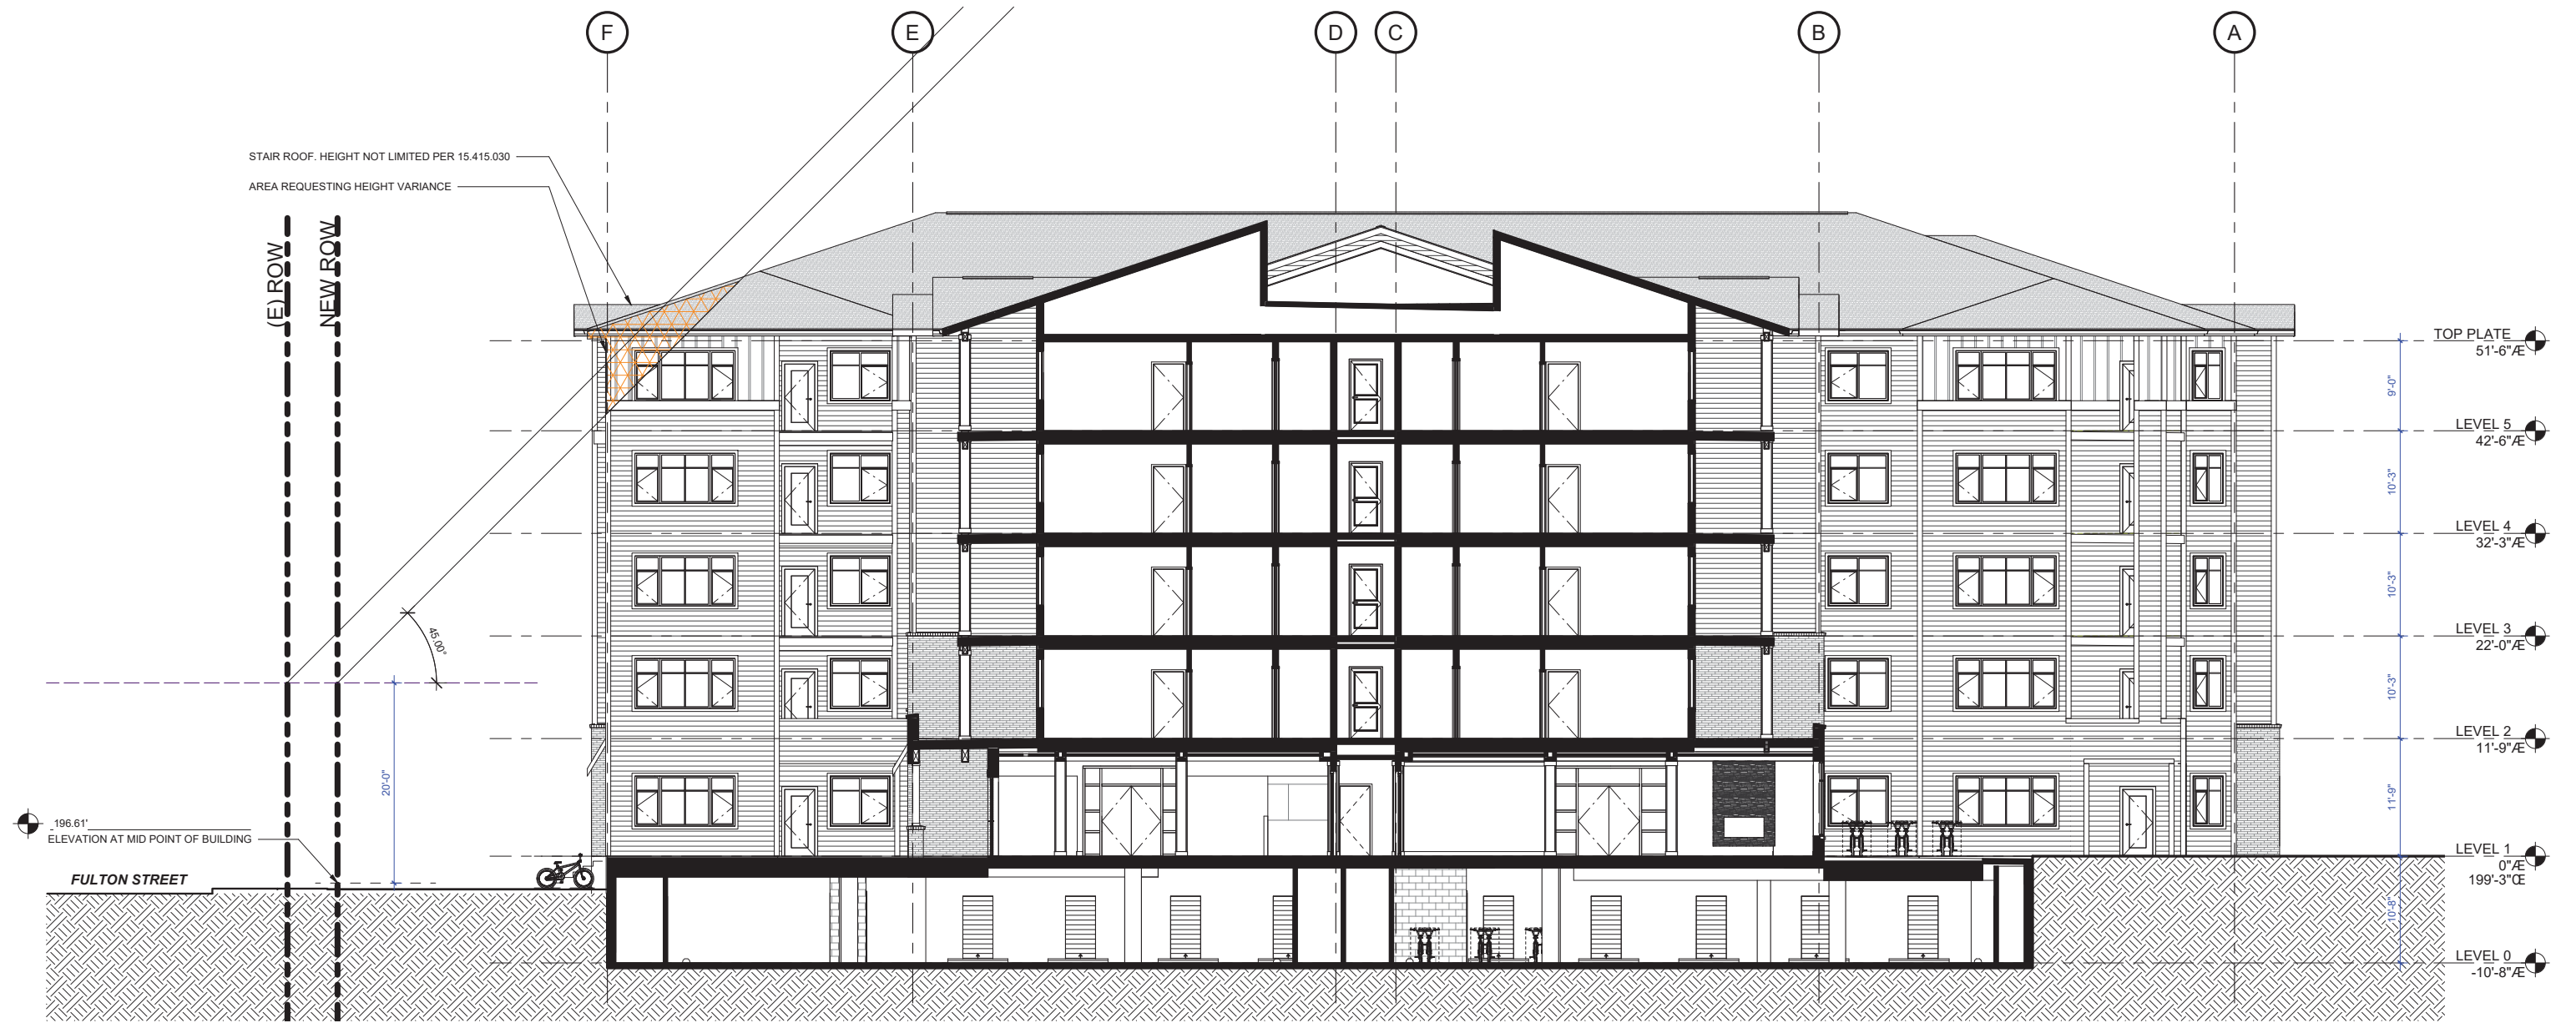 F
E
D
C
B
A
STAIR ROOF. HEIGHT NOT LIMITED PER 15.415.030
AREA REQUESTING HEIGHT VARIANCE
(E) ROW
NEW ROW
45.00°
20'-0"
196.61'
ELEVATION AT MID POINT OF BUILDING
FULTON STREET
TOP PLATE
51'-6"Æ
9'-0"
LEVEL 5
42'-6"Æ
10'-3"
LEVEL 4
32'-3"Æ
10'-3"
LEVEL 3
22'-0"Æ
10'-3"
LEVEL 2
11'-9"Æ
11'-9"
LEVEL 1
0"Æ
199'-3"Œ
10'-8"
LEVEL 0
-10'-8"Æ